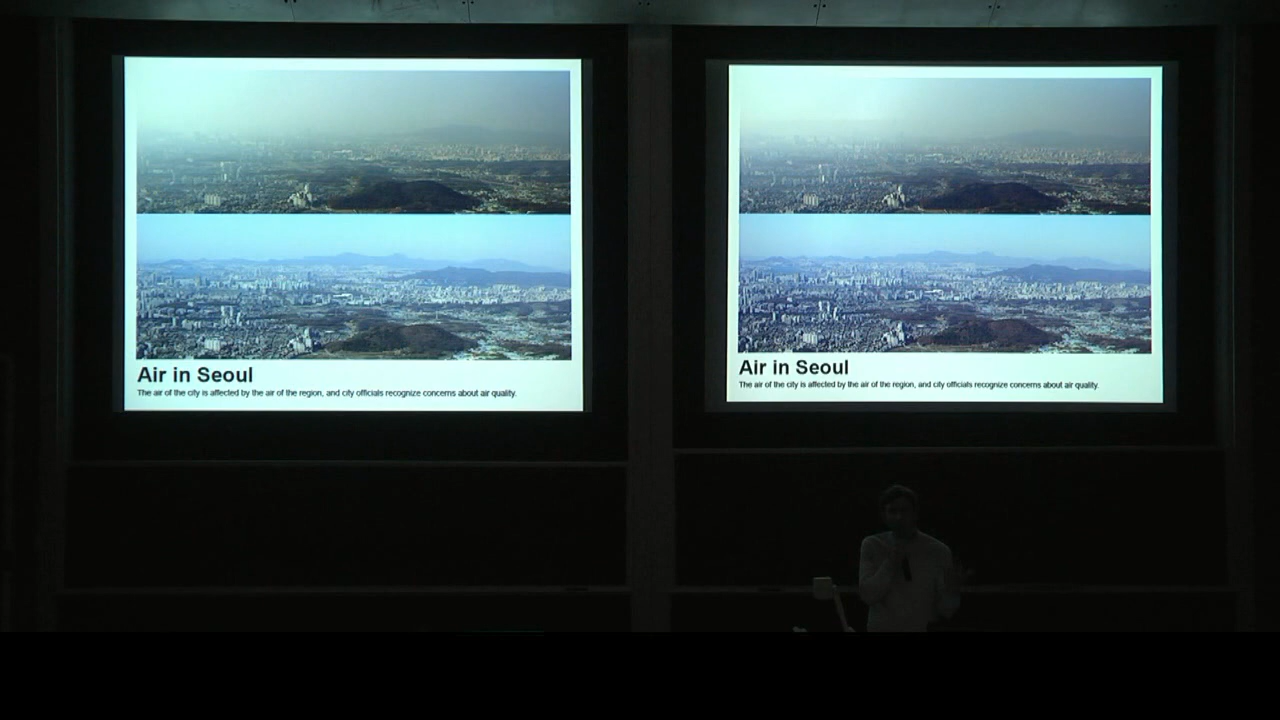 Air in Seoul
The air of the city is affected by the air of the region, and city officials recognize concerns about air quality.
Air in Seoul
The air of the city is affected by the air of the region, and city officials recognize concerns about air quality.